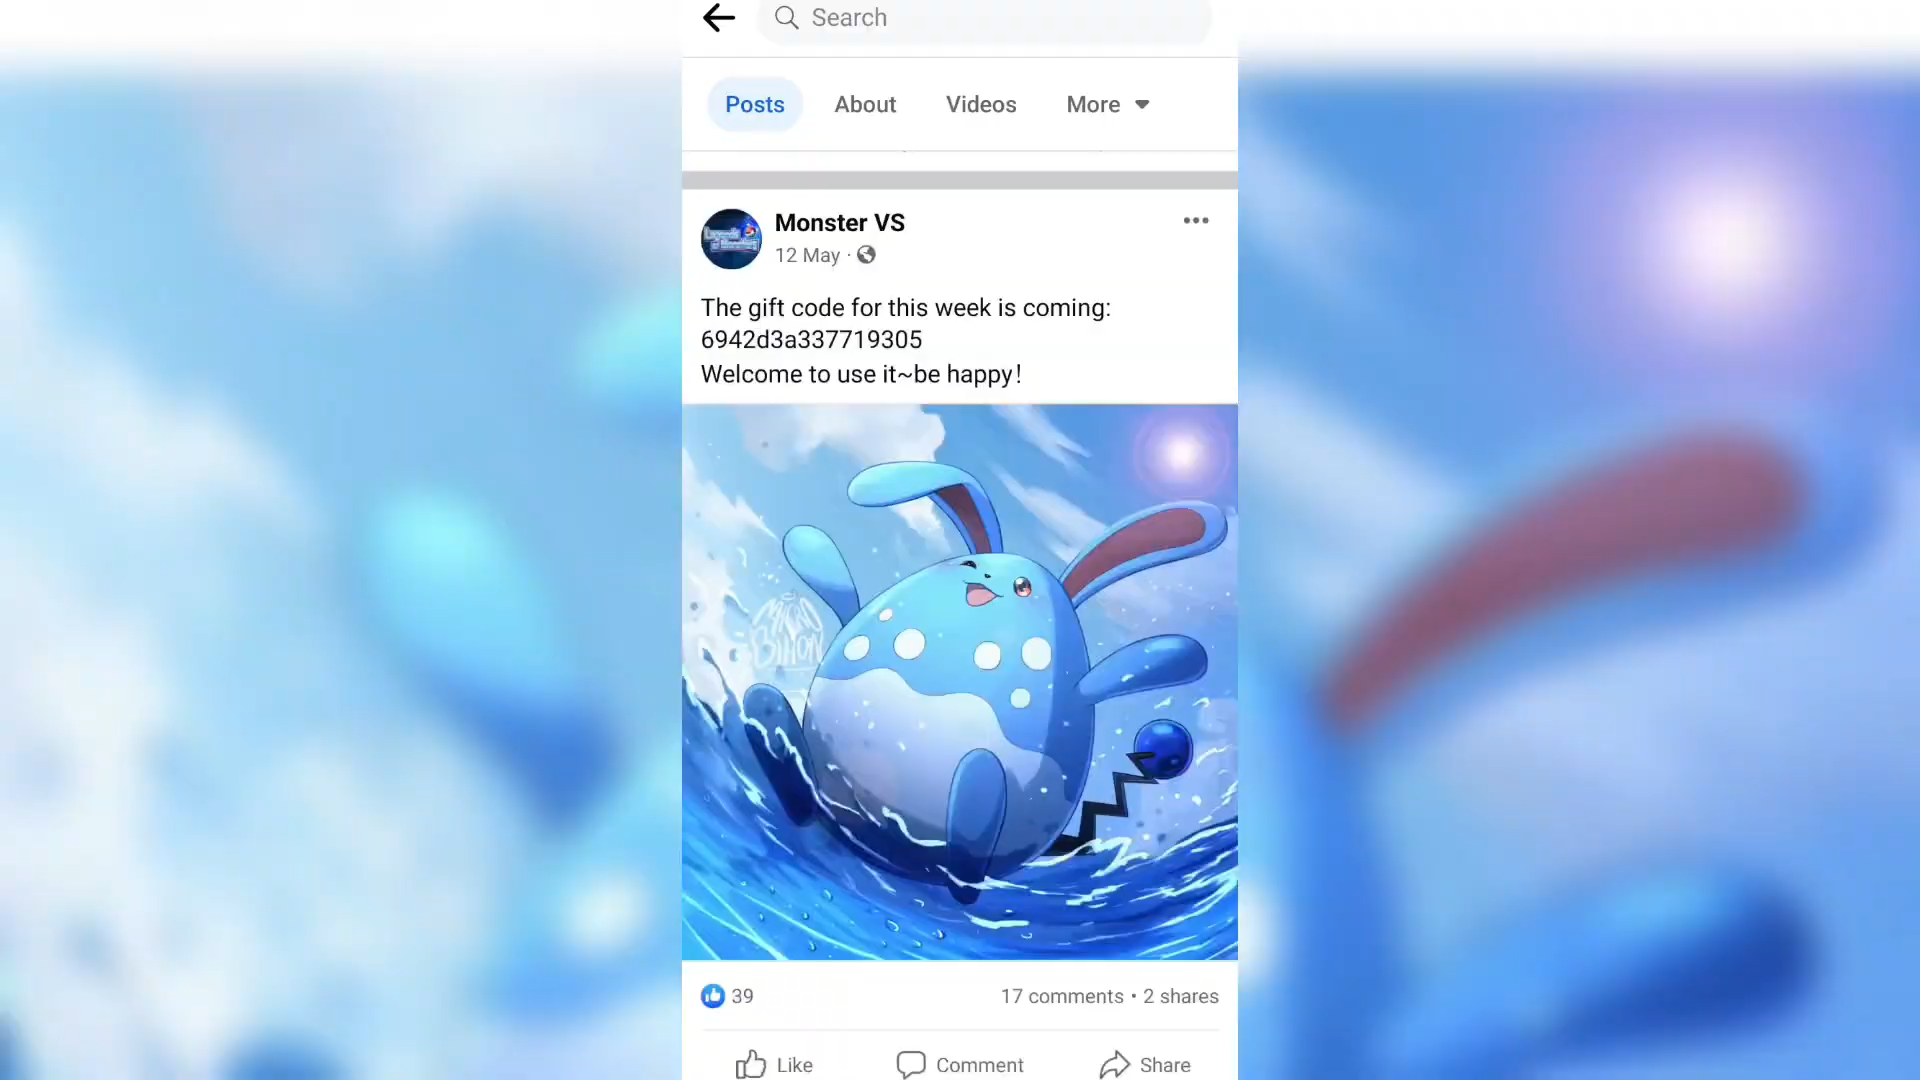 Search
Posts About Videos More
Monster VS
12 May ·
The gift code for this week is coming:
6942d3a337719305
Welcome to use it~be happy!
39 17 comments • 2 shares
Like Comment Share